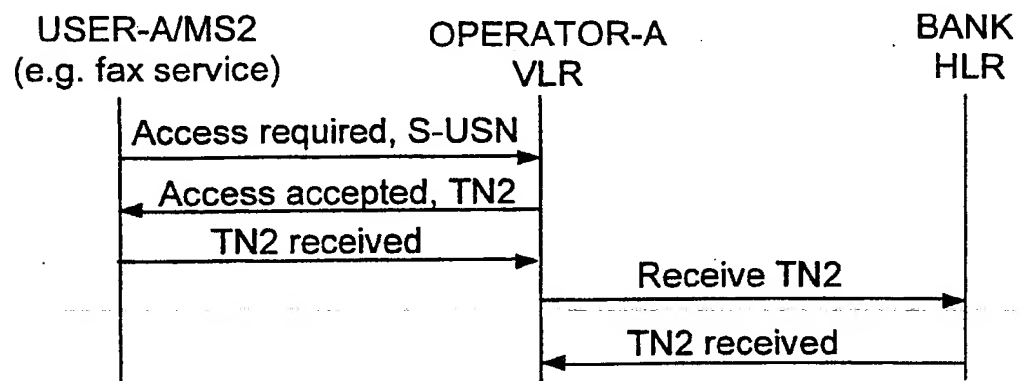 USER-A/MS2
(e.g. fax service)
OPERATOR-A
VLR
BANK
HLR
Access required, S-USN
Access accepted, TN2
TN2 received
Receive TN2
TN2 received